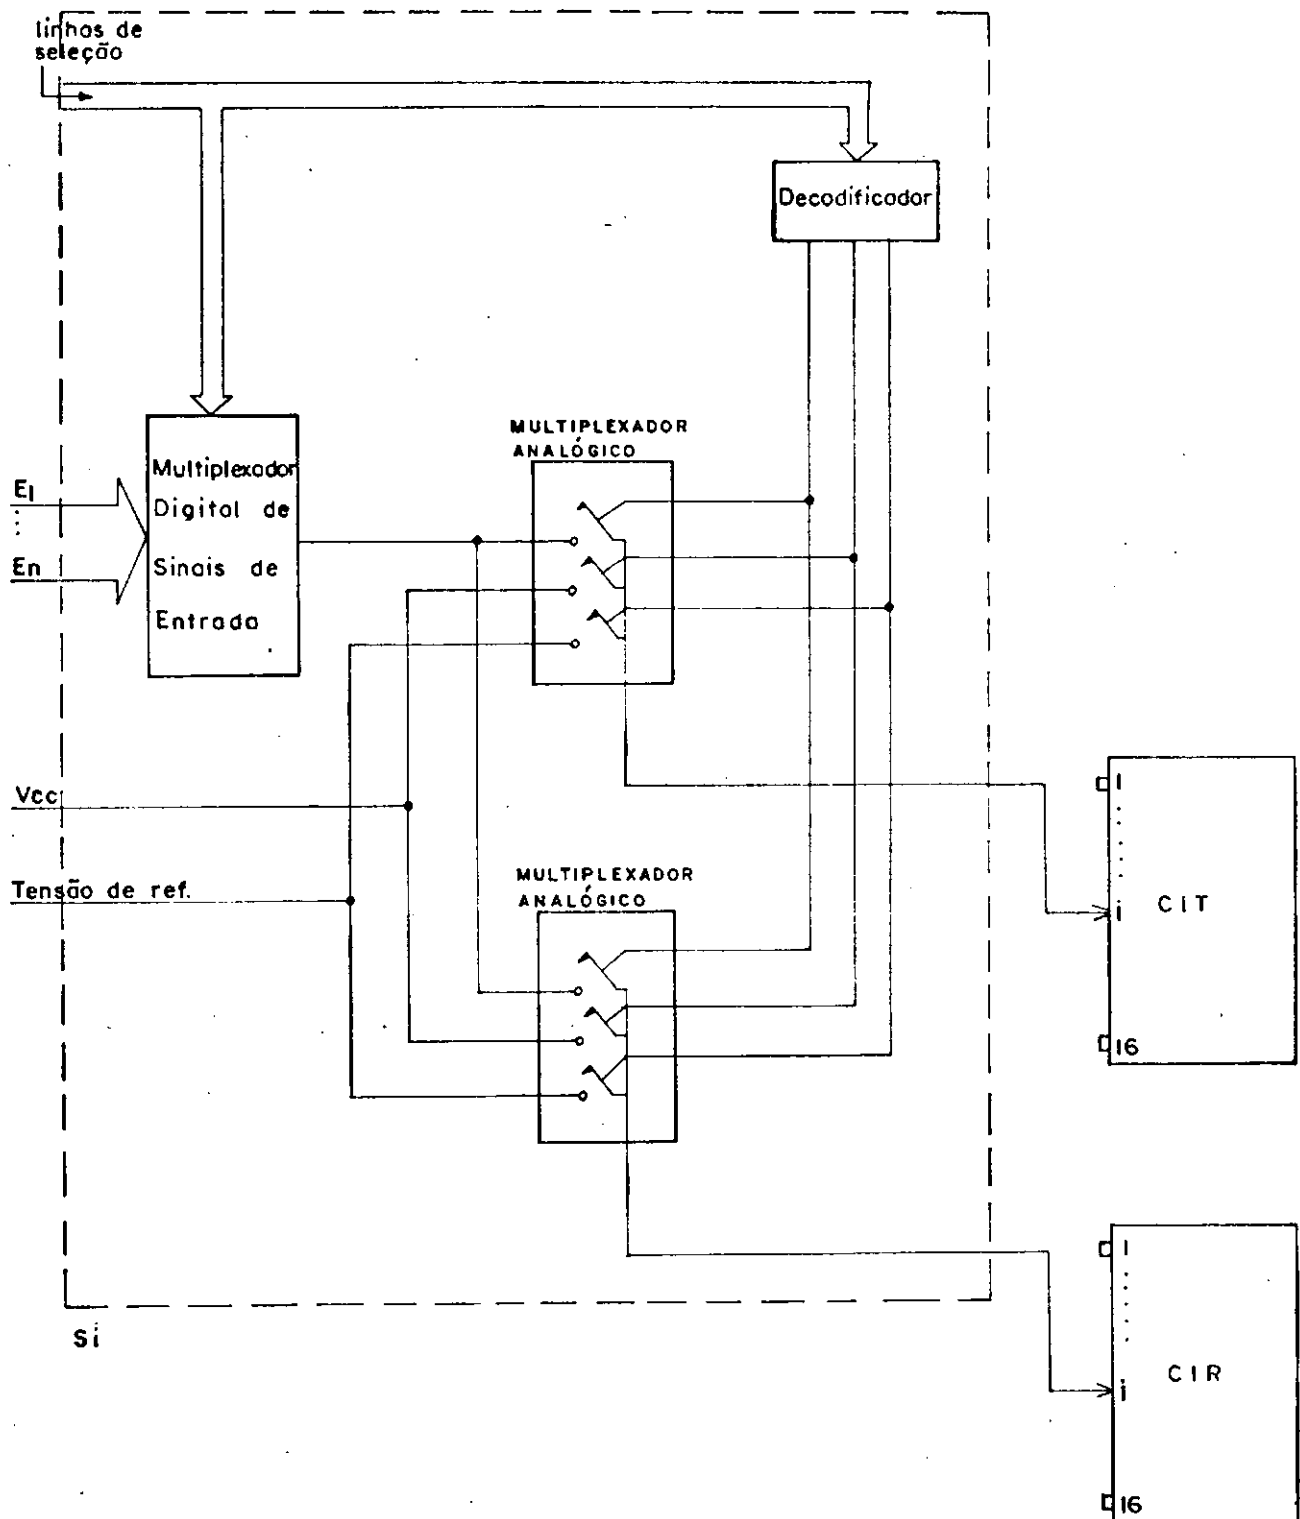 linhas de
seleção
Decodificador
MULTIPLEXADOR
ANALÓGICO
Multiplexador
Digital de
Sinais de
Entrada
E1
En
Vcc
Tensão de ref.
MULTIPLEXADOR
ANALÓGICO
1
i
16
CIT
1
i
16
CIR
Si